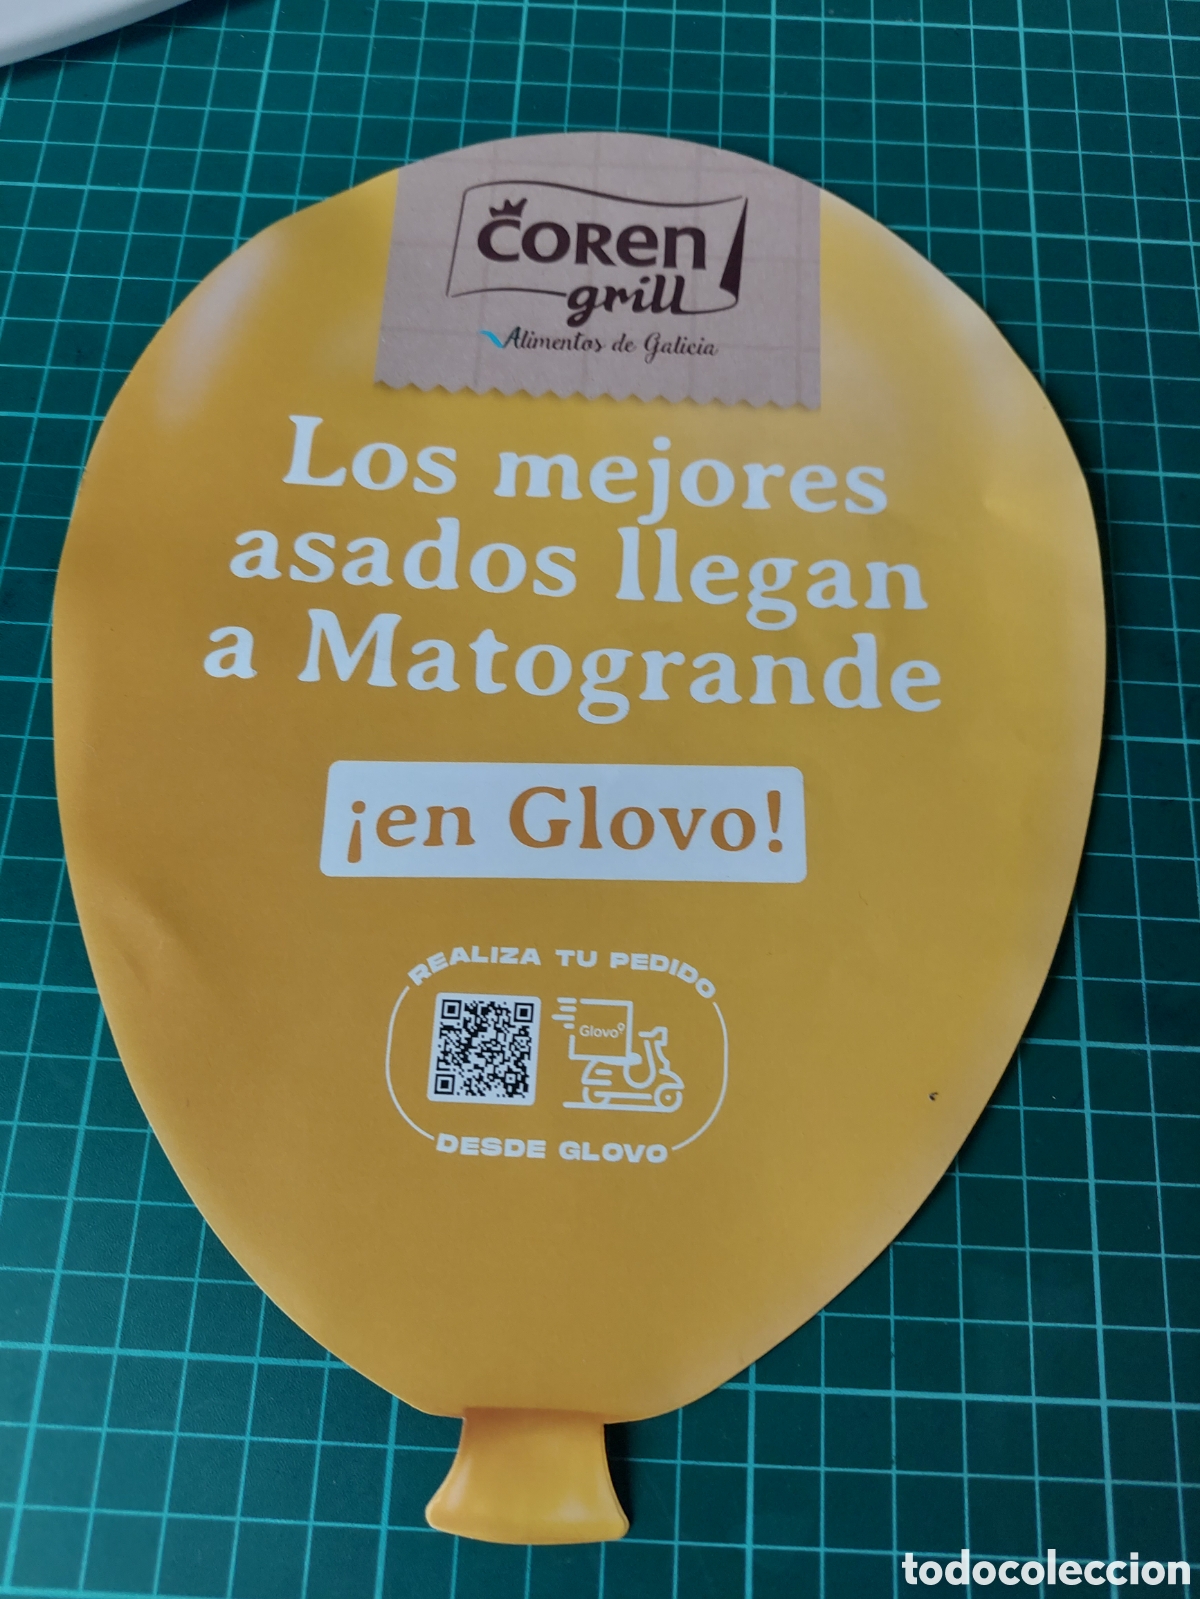 COREN
grill
Alimentos de Galicia
Los mejores
asados llegan
a Matogrande
¡en Glovo!
REALIZA TU PEDIDO
Glovo
DESDE GLOVO
todocoleccion